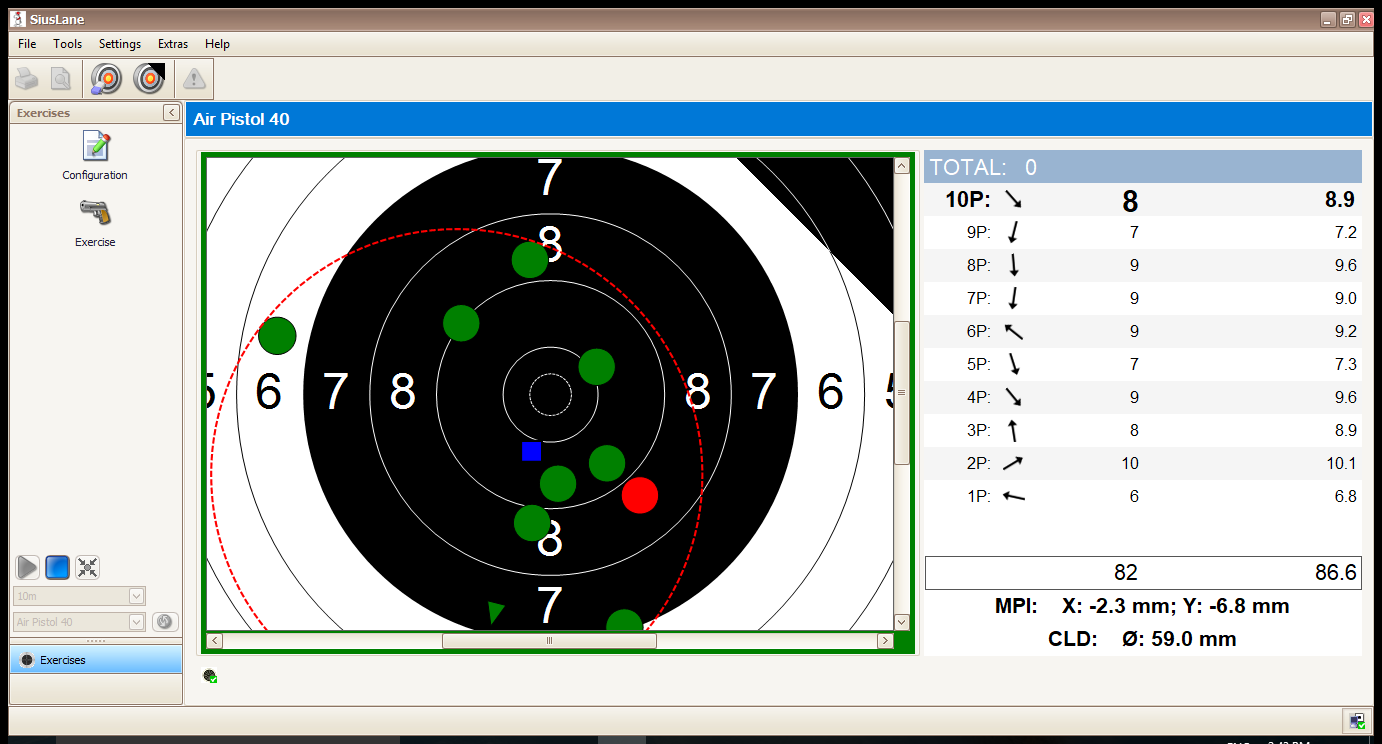 SiusLane
File Tools Settings Extras Help
Exercises
Configuration
Exercise
10m
Air Pistol 40
Exercises
Air Pistol 40
7
8
6 7 8 8 7 6
8
7
TOTAL: 0
10P: 8 8.9
9P: 7 7.2
8P: 9 9.6
7P: 9 9.0
6P: 9 9.2
5P: 7 7.3
4P: 9 9.6
3P: 8 8.9
2P: 10 10.1
1P: 6 6.8
82 86.6
MPI: X: -2.3 mm; Y: -6.8 mm
CLD: Ø: 59.0 mm